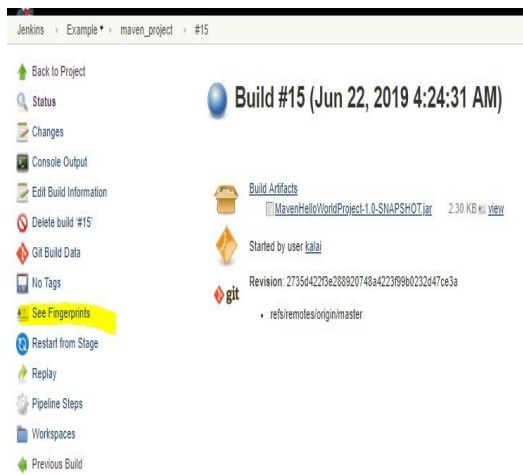 Jenkins Example maven_project #15
Back to Project
Status
Changes
Console Output
Edit Build Information
Delete build '#15'
Git Build Data
No Tags
See Fingerprints
Restart from Stage
Replay
Pipeline Steps
Workspaces
Previous Build
Build #15 (Jun 22, 2019 4:24:31 AM)
Build Artifacts
MavenHelloWorldProject-1.0-SNAPSHOT.jar 2.30 KB view
Started by user kalai
git Revision: 2735d422f3e288920748a4223f99b0232d47ce3a
refs/remotes/origin/master